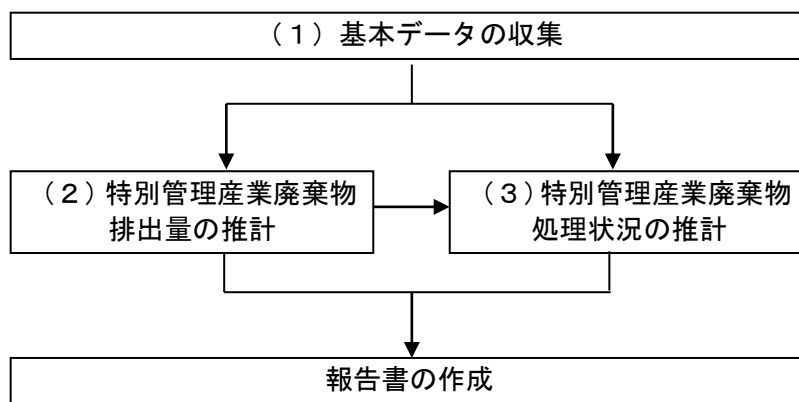 （１）基本データの収集
（２）特別管理産業廃棄物
排出量の推計
（３）特別管理産業廃棄物
処理状況の推計
報告書の作成